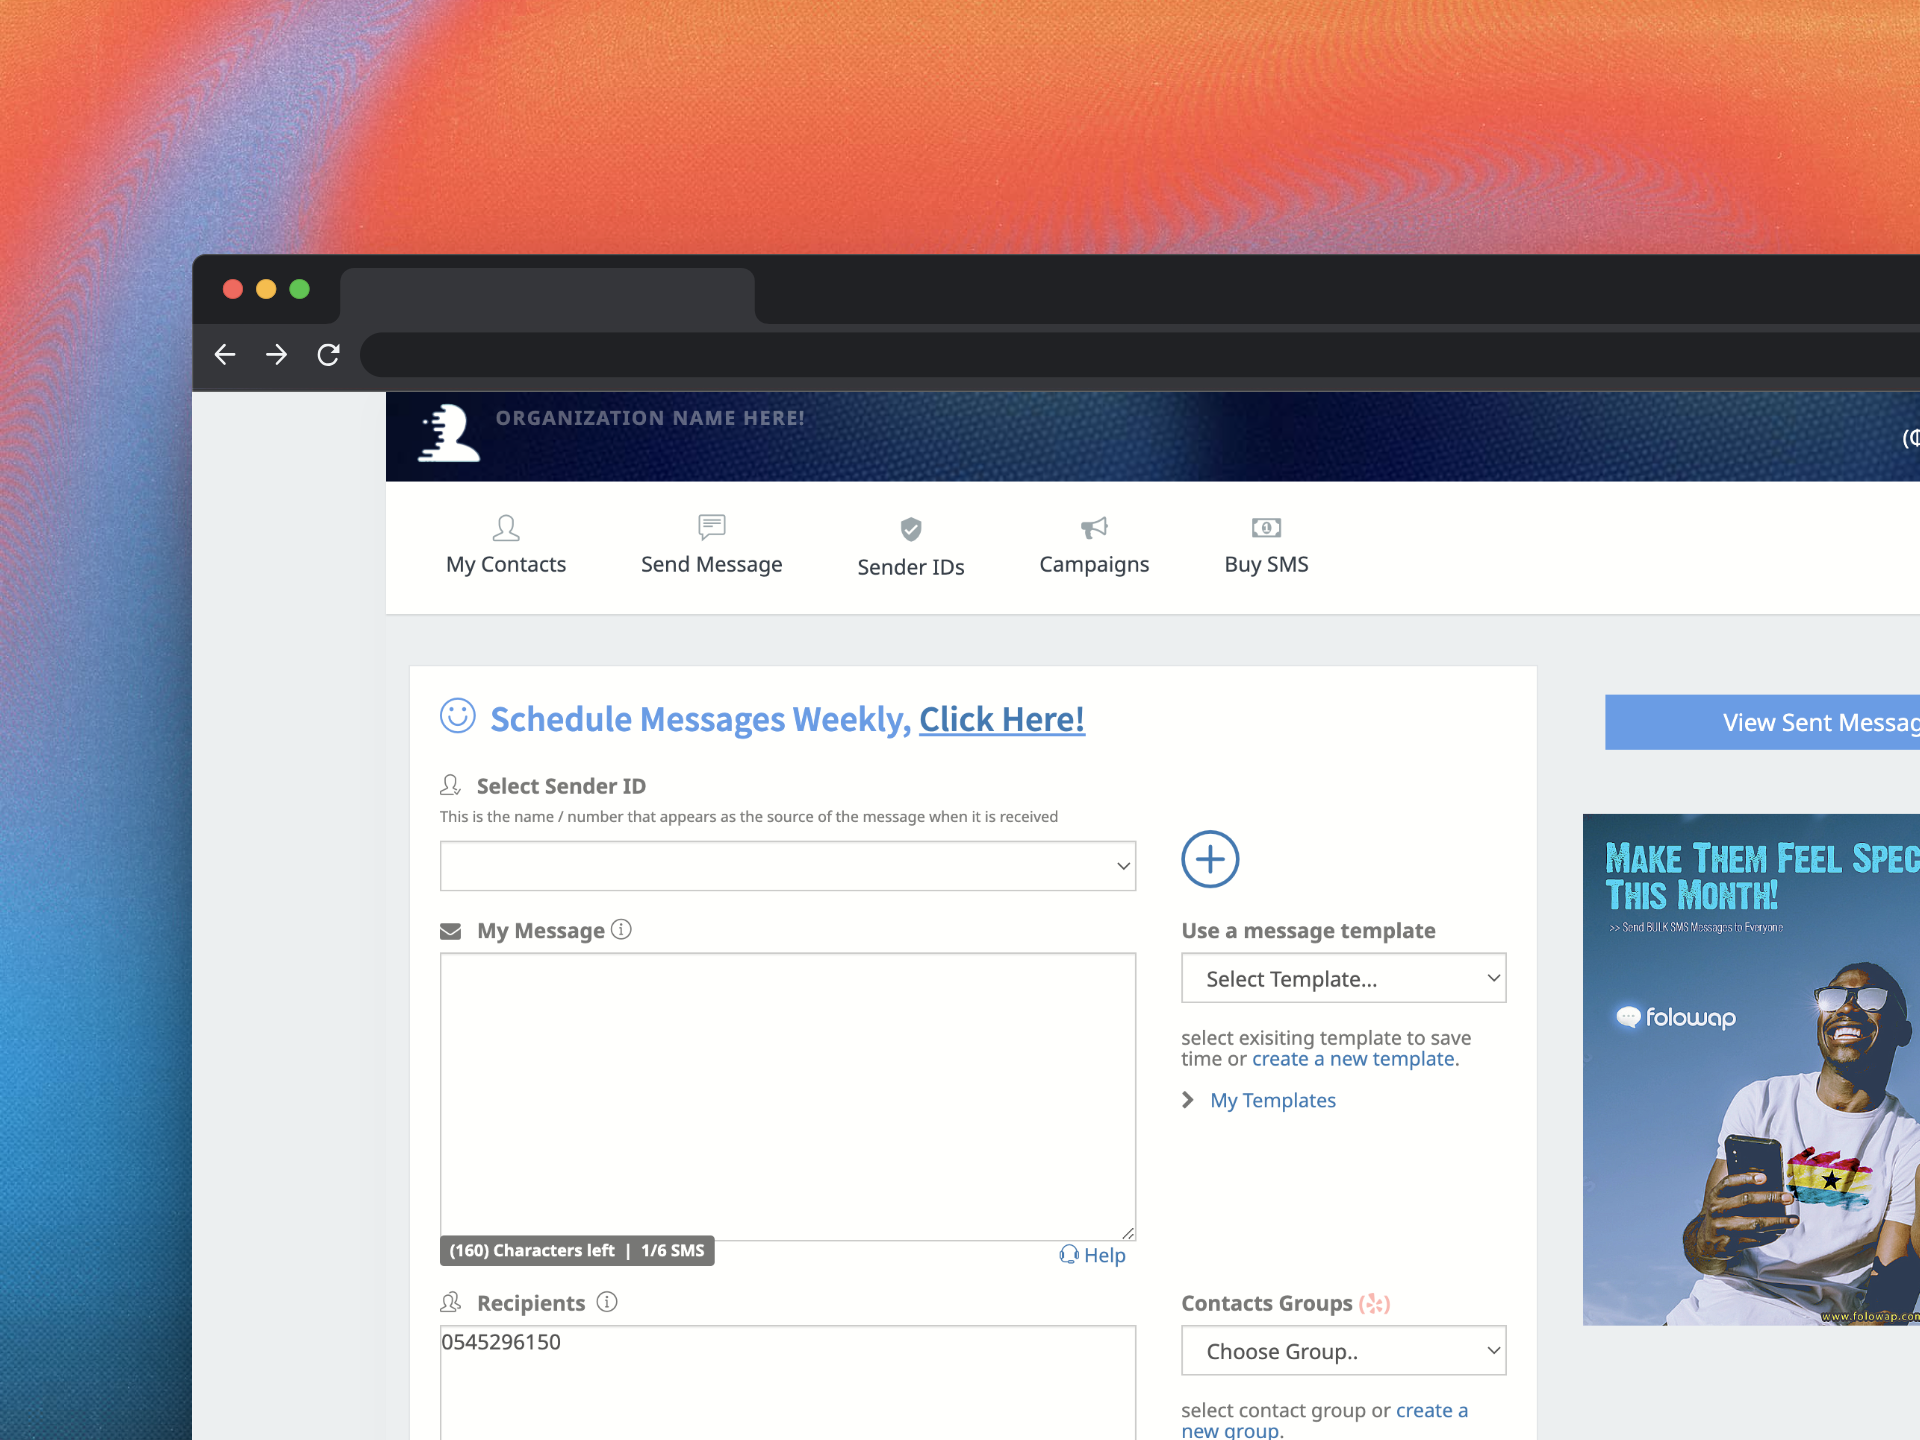 ORGANIZATION NAME HERE!
(₵
My Contacts
Send Message
Sender IDs
Campaigns
Buy SMS
Schedule Messages Weekly, Click Here!
View Sent Messag
Select Sender ID
This is the name / number that appears as the source of the message when it is received
MAKE THEM FEEL SPEC
THIS MONTH!
>> Send BULK SMS Messages to Everyone
folowap
www.folowap.com
My Message
Use a message template
Select Template...
select exisiting template to save
time or create a new template.
My Templates
(160) Characters left | 1/6 SMS
Help
Recipients
0545296150
Contacts Groups
Choose Group..
select contact group or create a
new group.